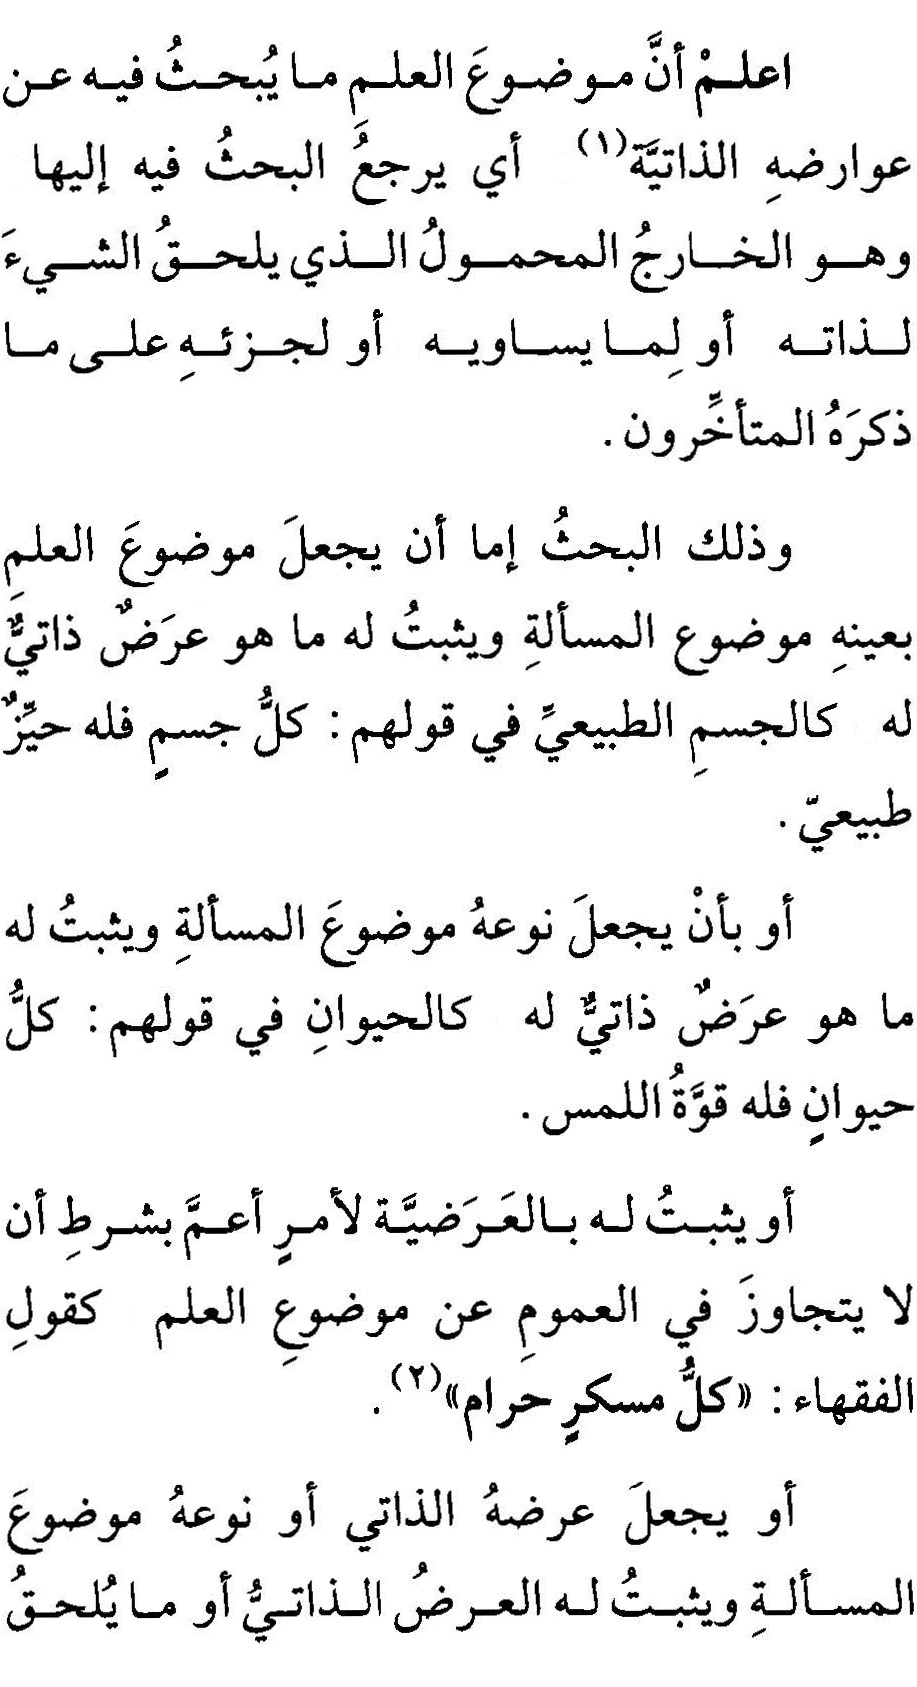 اعلمْ أنَّ موضوعَ العلمِ ما يُبحثُ فيه عن
عوارضهِ الذاتيَّة(١) أي يرجعُ البحثُ فيه إليها
وهو الخارجُ المحمولُ الذي يلحقُ الشيءَ
لذاته أو لِما يساويه أو لجزئهِ على ما
ذكرَهُ المتأخِّرون.
وذلك البحثُ إما أن يجعلَ موضوعَ العلمِ
بعينهِ موضوع المسألةِ ويثبتُ له ما هو عرَضٌ ذاتيٌّ
له كالجسمِ الطبيعيِّ في قولهم: كلُّ جسمٍ فله حيِّزٌ
طبيعيّ.
أو بأنْ يجعلَ نوعهُ موضوعَ المسألةِ ويثبتُ له
ما هو عرَضٌ ذاتيٌّ له كالحيوانِ في قولهم: كلُّ
حيوانٍ فله قوَّةُ اللمس.
أو يثبتُ له بالعَرَضيَّة لأمرٍ أعمَّ بشرطِ أن
لا يتجاوزَ في العمومِ عن موضوعِ العلم كقولِ
الفقهاء: «كلُّ مسكرٍ حرام»(٢).
أو يجعلَ عرضهُ الذاتي أو نوعهُ موضوعَ
المسألةِ ويثبتُ له العرضُ الذاتيُّ أو ما يُلحقُ